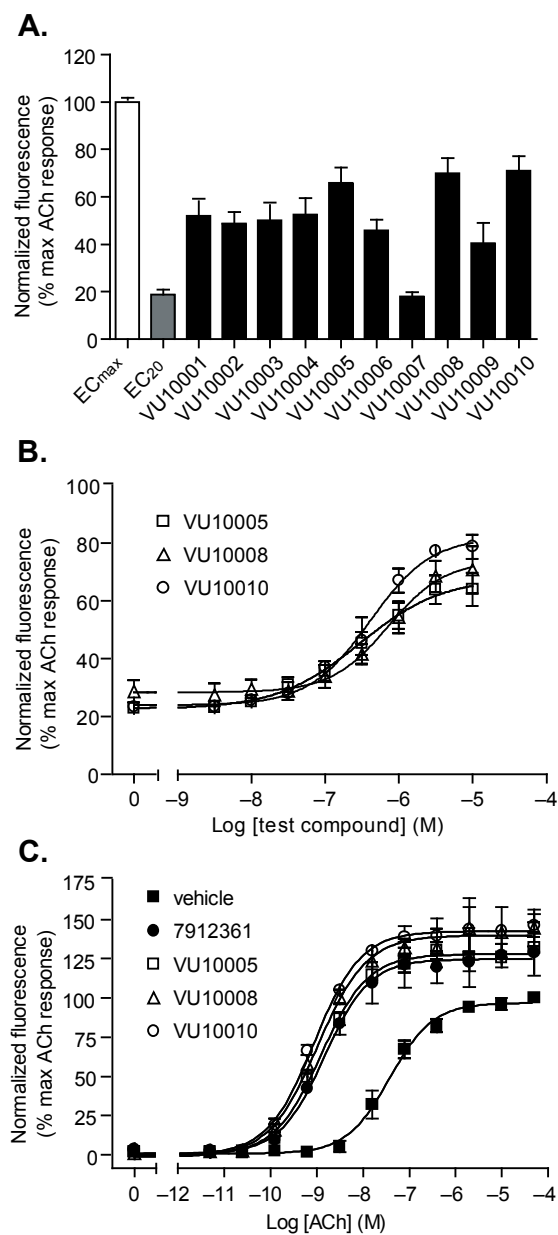 A.
Normalized fluorescence
(% max ACh response)
120
100
80
60
40
20
0
ECmax
EC20
VU10001
VU10002
VU10003
VU10004
VU10005
VU10006
VU10007
VU10008
VU10009
VU10010
B.
Normalized fluorescence
(% max ACh response)
100
80
60
40
20
0
VU10005
VU10008
VU10010
0 –9 –8 –7 –6 –5 –4
Log [test compound] (M)
C.
Normalized fluorescence
(% max ACh response)
175
150
125
100
75
50
25
0
vehicle
7912361
VU10005
VU10008
VU10010
0 –12 –11 –10 –9 –8 –7 –6 –5 –4
Log [ACh] (M)